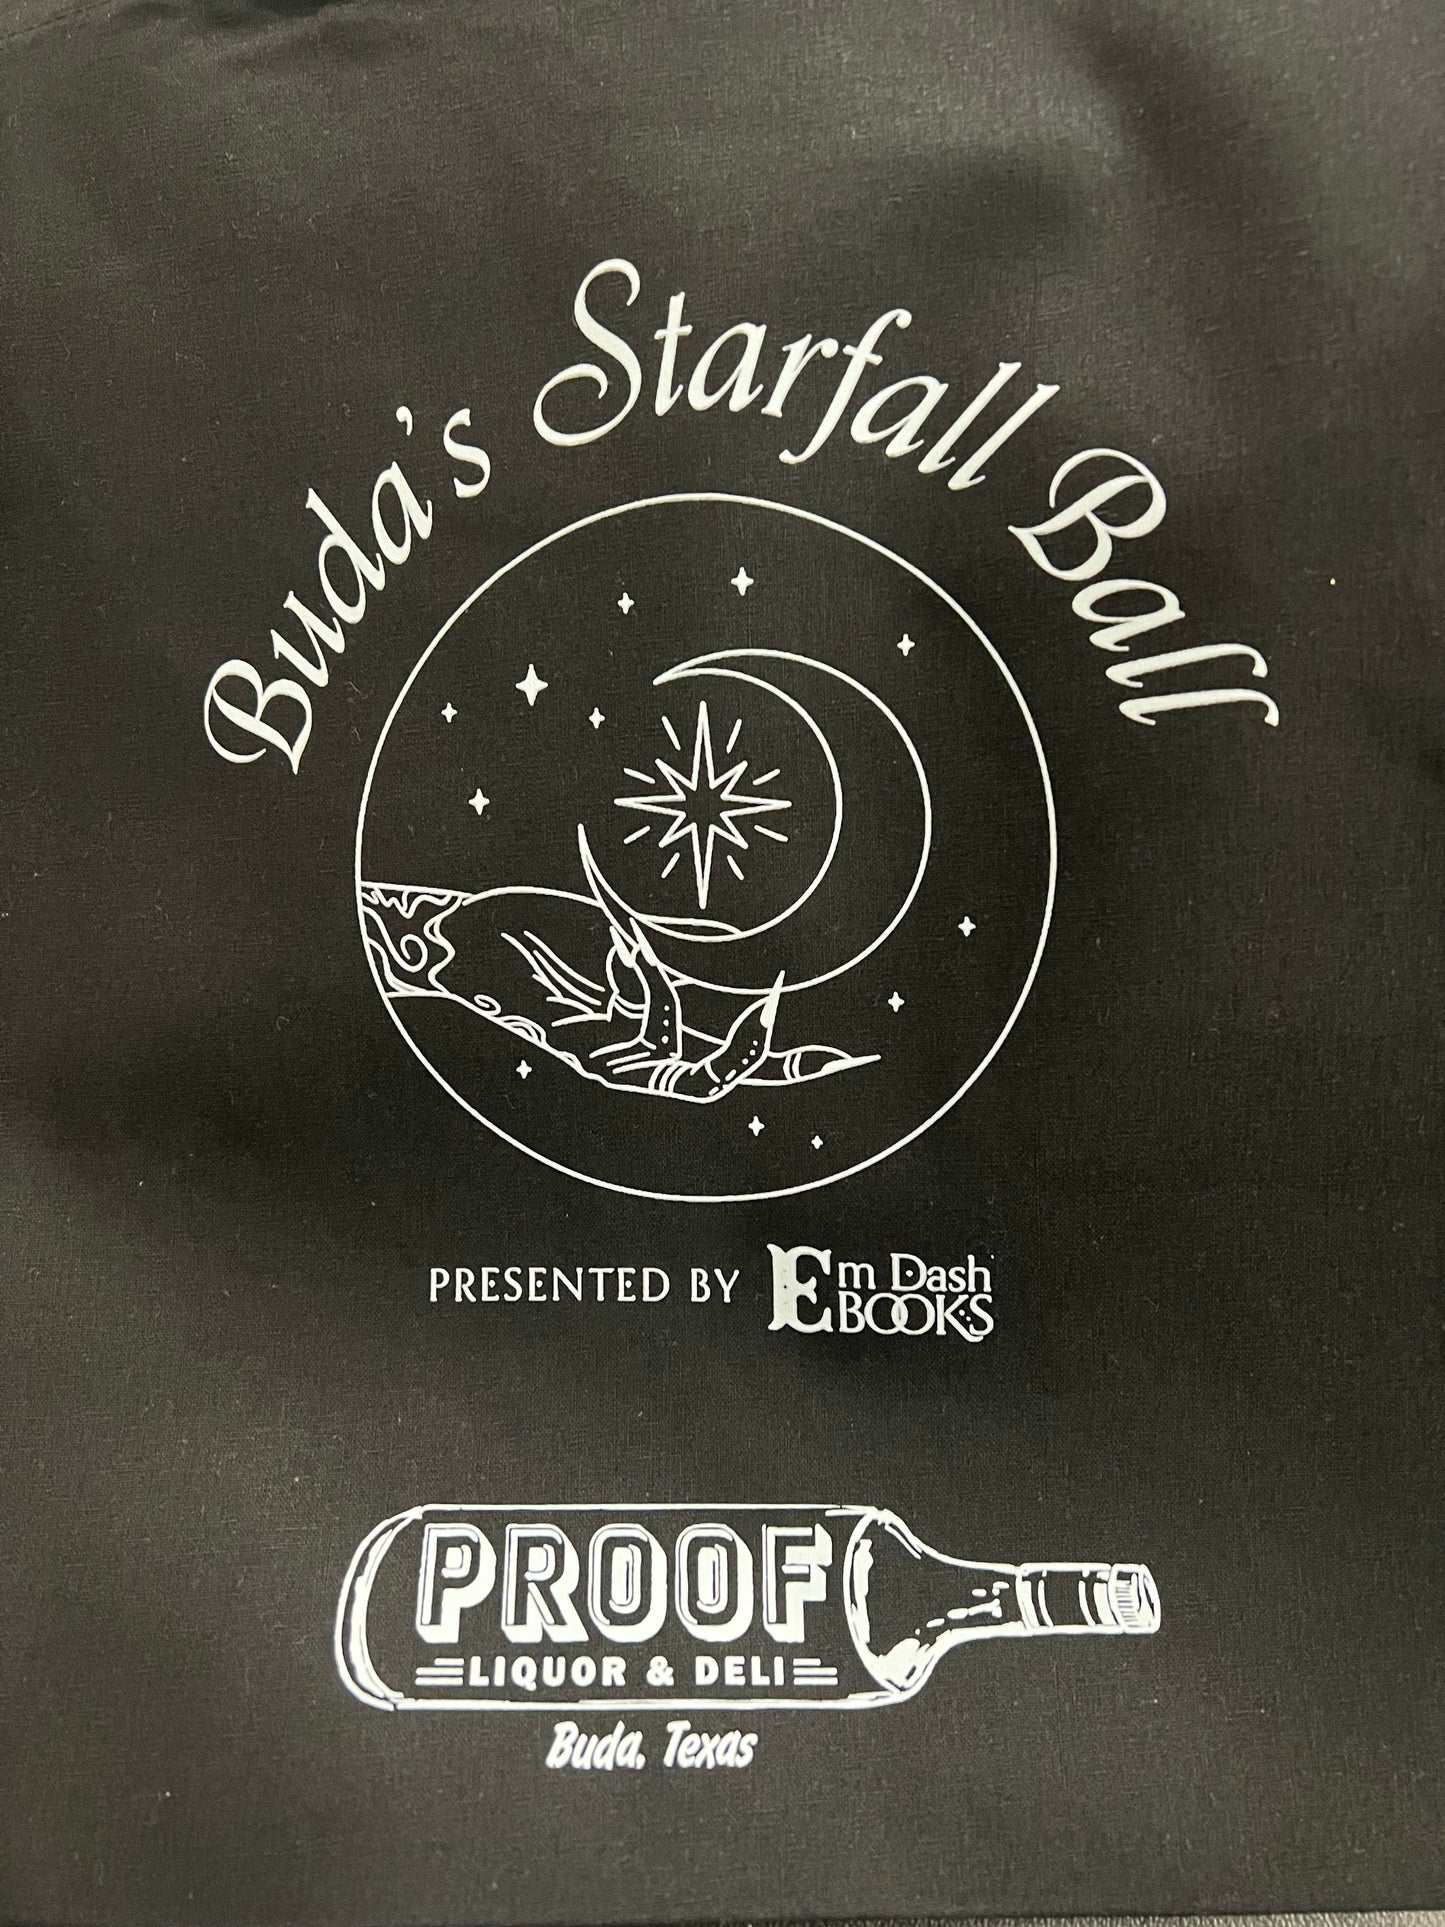 Buda's Starfall Ball
PRESENTED BY Em Dash BOOKS
PROOF
LIQUOR & DELI
Buda, Texas